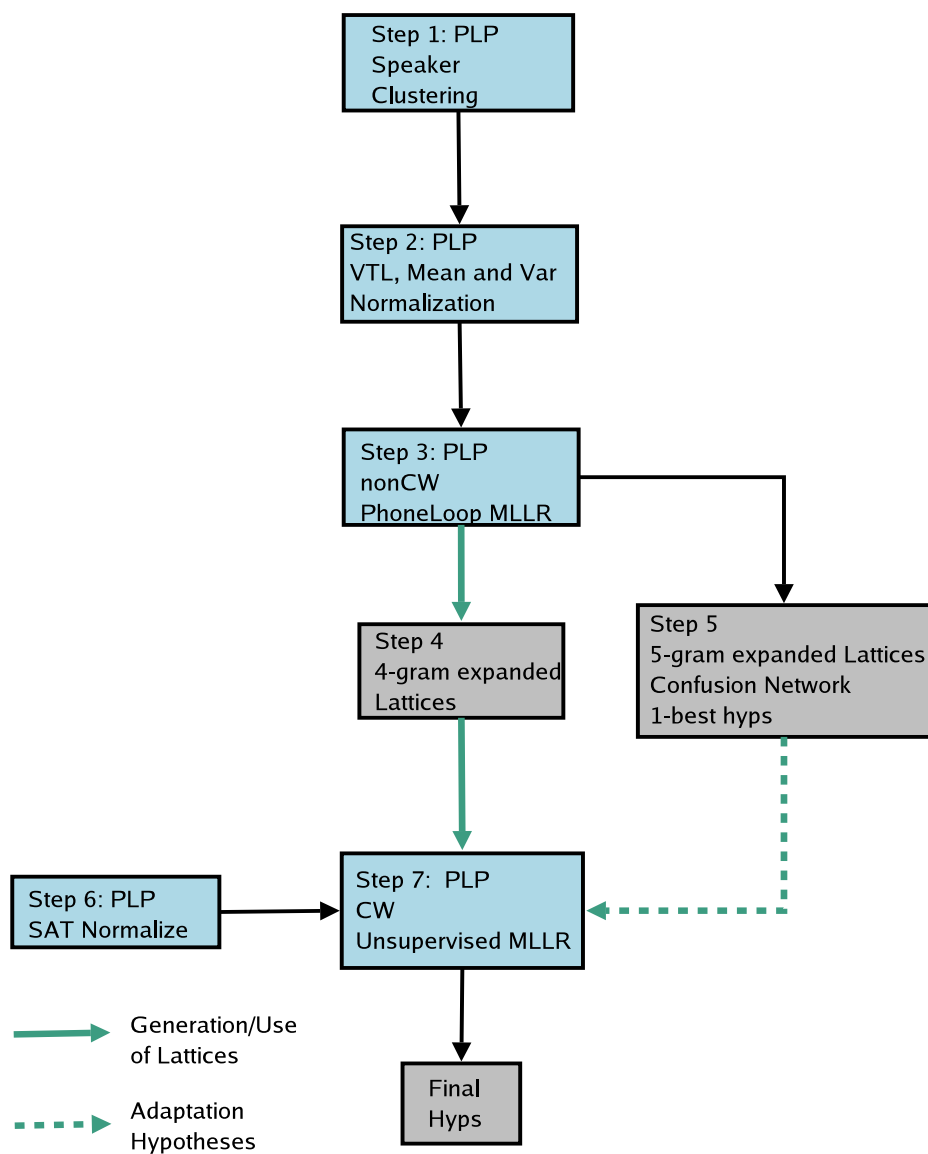 Step 1: PLP
Speaker
Clustering
Step 2: PLP
VTL, Mean and Var
Normalization
Step 3: PLP
nonCW
PhoneLoop MLLR
Step 4
4-gram expanded
Lattices
Step 5
5-gram expanded Lattices
Confusion Network
1-best hyps
Step 6: PLP
SAT Normalize
Step 7:  PLP
CW
Unsupervised MLLR
Generation/Use
of Lattices
Final
Hyps
Adaptation
Hypotheses